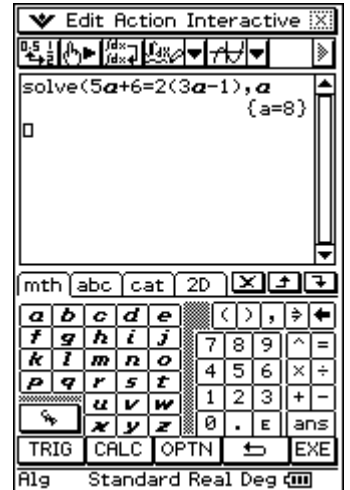 Edit Action Interactive
solve(5a+6=2(3a-1),a
{a=8}
mth abc cat 2D
a b c d e ( ) ,
f g h i j 7 8 9 ^ =
k l m n o 4 5 6 × ÷
p q r s t 1 2 3 + −
u v w
x y z 0 . E ans
TRIG CALC OPTN EXE
Alg Standard Real Deg